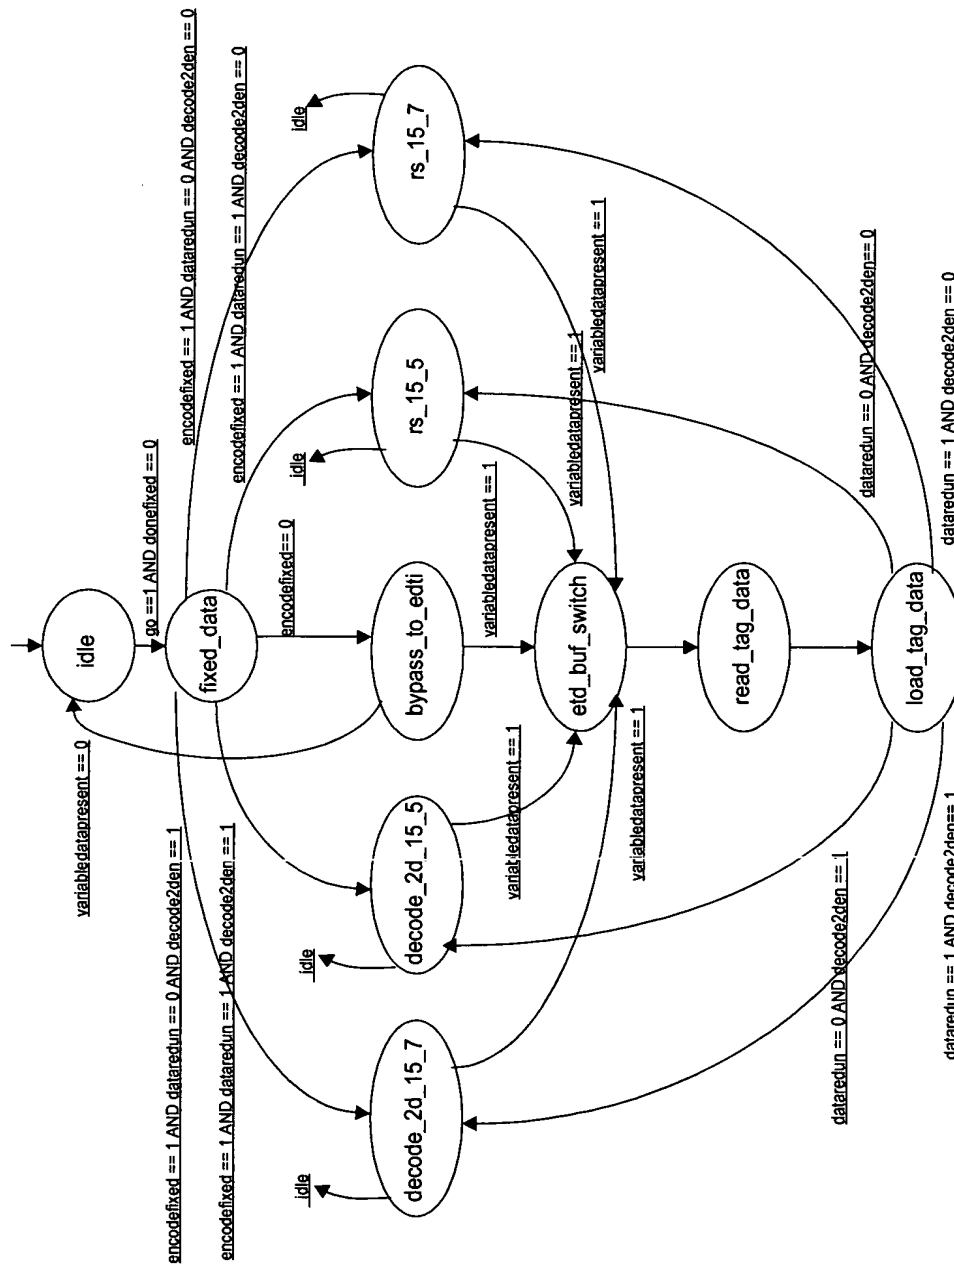 idle
go ==1 AND donefixed == 0
variabledatapresent == 0
fixed_data
encodefixed == 1 AND dataredun == 0 AND decode2den == 1
encodefixed == 1 AND dataredun == 1 AND decode2den == 1
encodefixed== 0
encodefixed == 1 AND dataredun == 1 AND decode2den == 0
encodefixed == 1 AND dataredun == 0 AND decode2den == 0
idle
idle
idle
idle
decode_2d_15_7
decode_2d_15_5
bypass_to_edti
rs_15_5
rs_15_7
variabledatapresent == 1
variabledatapresent == 1
variabledatapresent == 1
variabledatapresent == 1
variabledatapresent == 1
etd_buf_switch
read_tag_data
load_tag_data
dataredun == 0 AND decode2den == 1
dataredun == 0 AND decode2den== 0
dataredun == 1 AND decode2den== 1
dataredun == 1 AND decode2den == 0